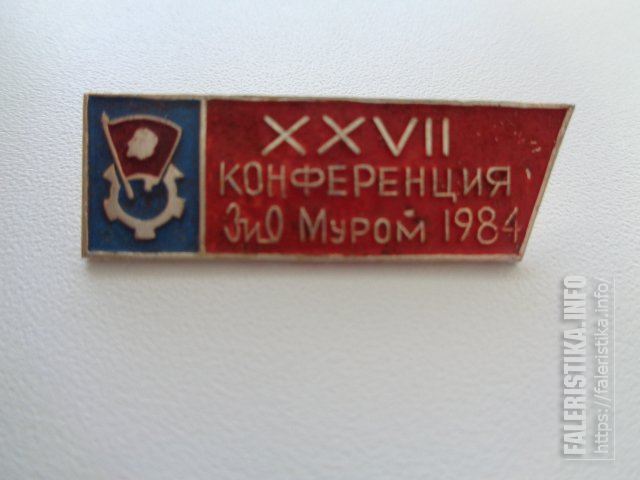 XXVII
КОНФЕРЕНЦИЯ
ЗиО Муром 1984
FALERISTIKA.INFO
https://faleristika.info/